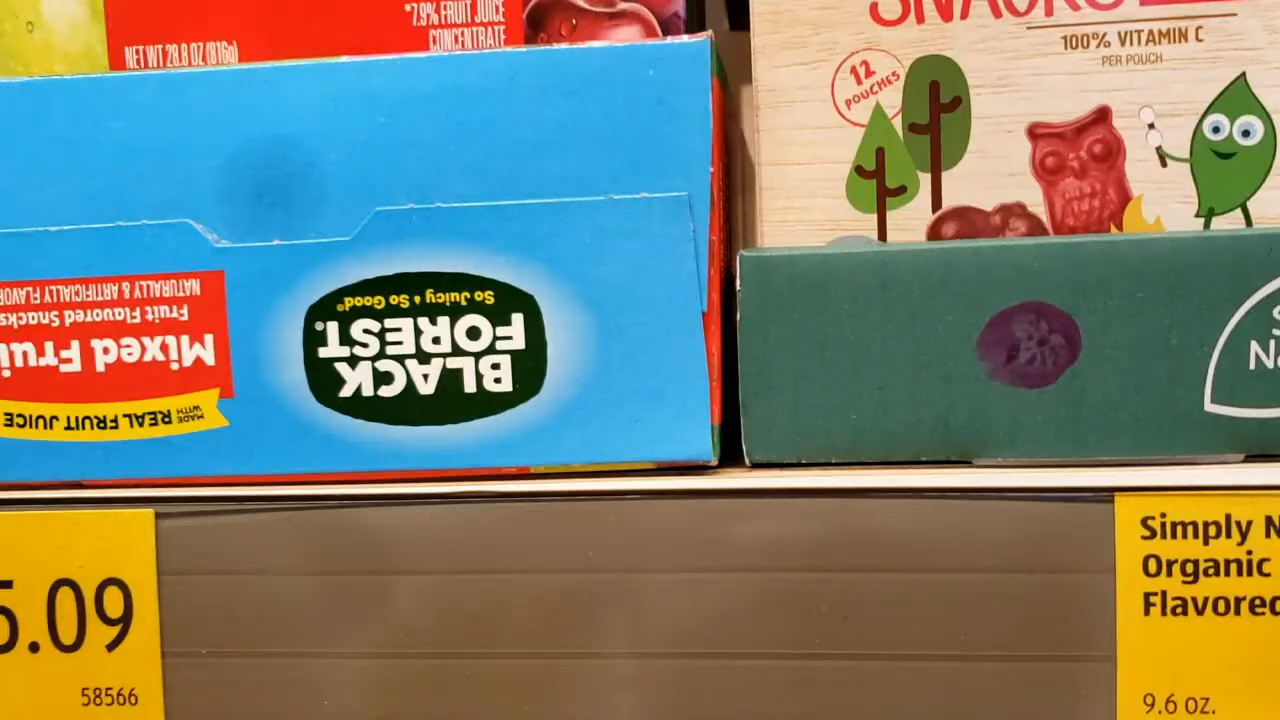 *7.9% FRUIT JUICE
CONCENTRATE
NET WT 28.8 OZ (816g)
SNACKS
100% VITAMIN C
PER POUCH
12
POUCHES
MADE
WITH
REAL FRUIT JUICE
Mixed Frui
Fruit Flavored Snacks
NATURALLY & ARTIFICIALLY FLAVOR
BLACK
FOREST®
So Juicy & So Good®
S
N
5.09
58566
Simply N
Organic
Flavored
9.6 oz.